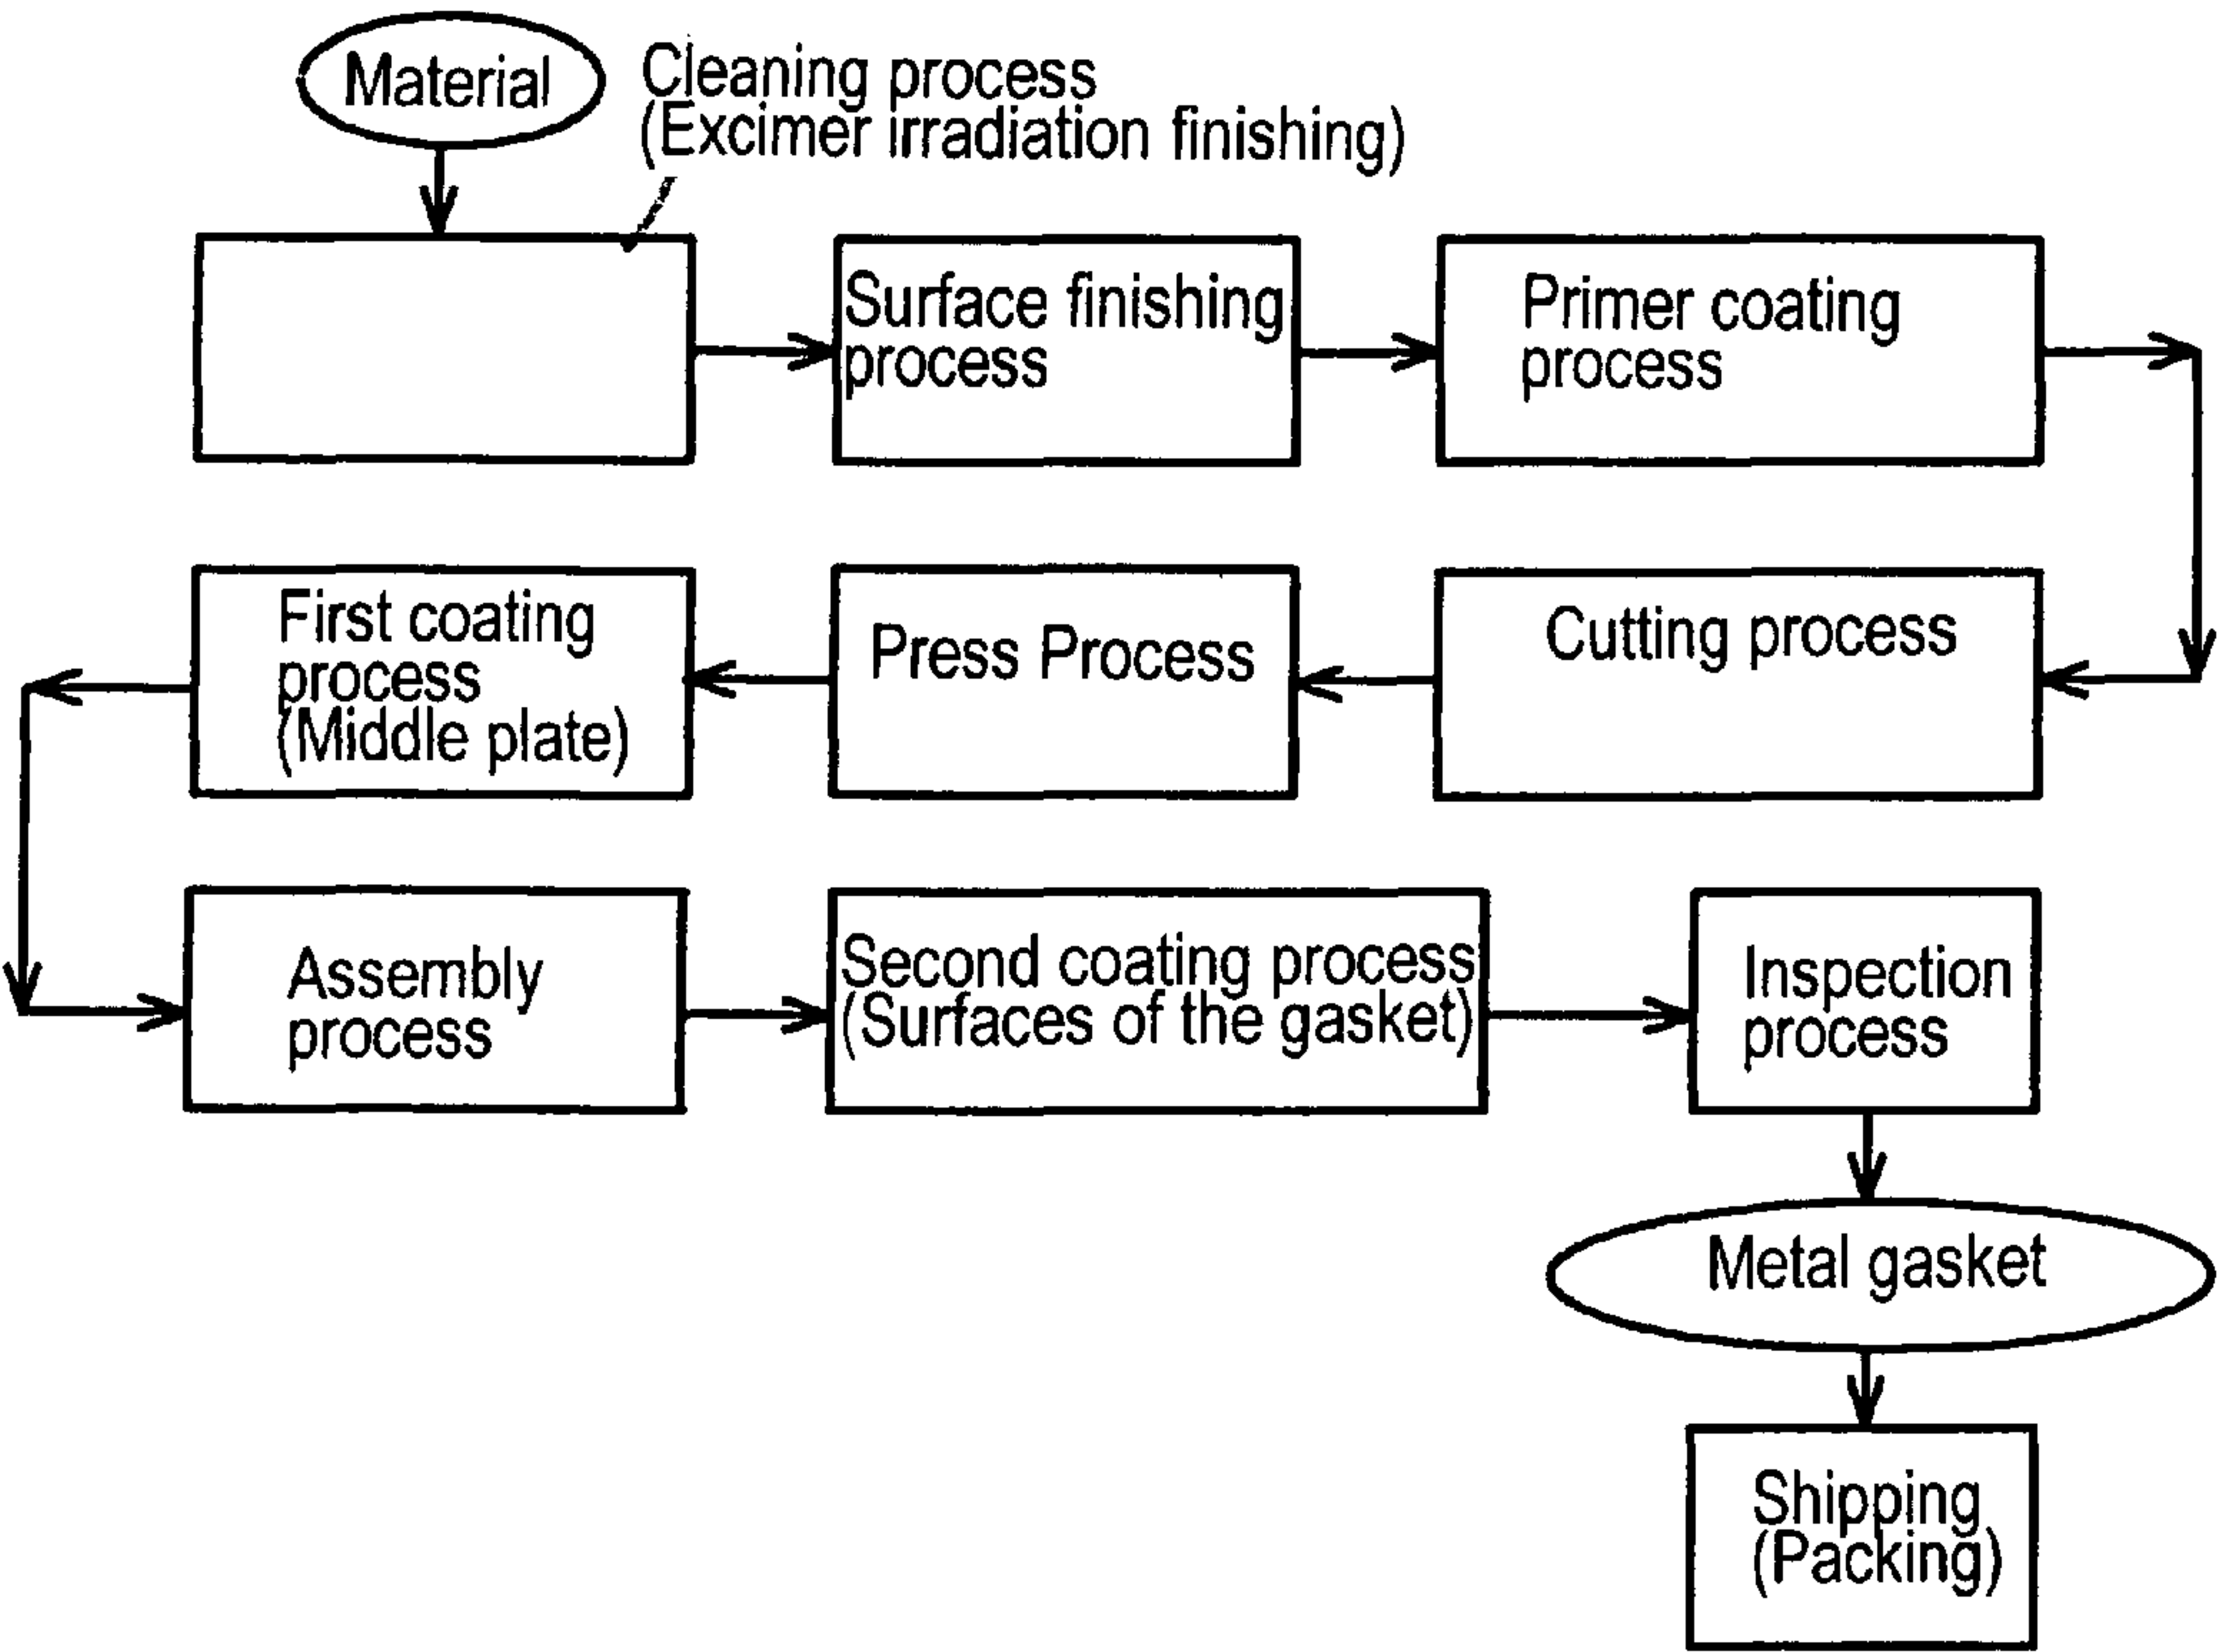 Material
Cleaning process
(Excimer irradiation finishing)
Surface finishing
process
Primer coating
process
First coating
process
(Middle plate)
Press Process
Cutting process
Assembly
process
Second coating process
(Surfaces of the gasket)
Inspection
process
Metal gasket
Shipping
(Packing)